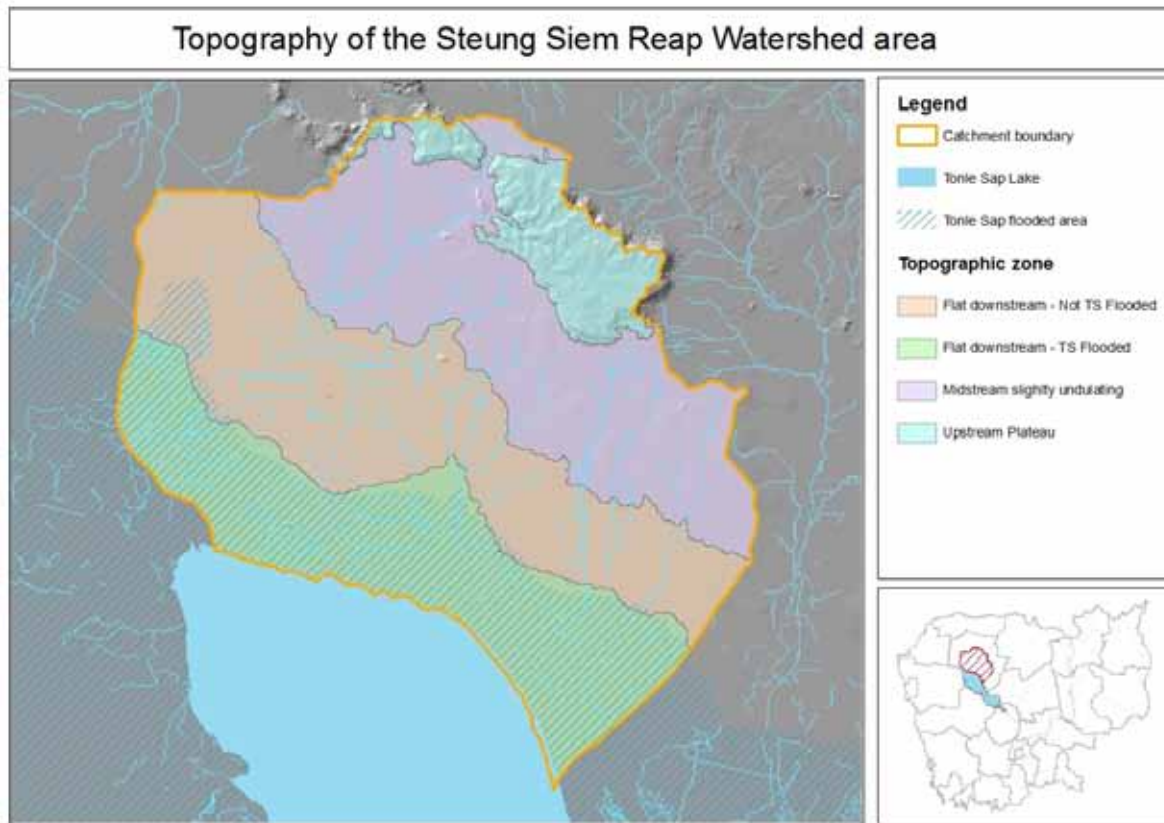 Topography of the Steung Siem Reap Watershed area
Legend
Catchment boundary
Tonle Sap Lake
Tonle Sap flooded area
Topographic zone
Flat downstream - Not TS Flooded
Flat downstream - TS Flooded
Midstream slighlty undulating
Upstream Plateau